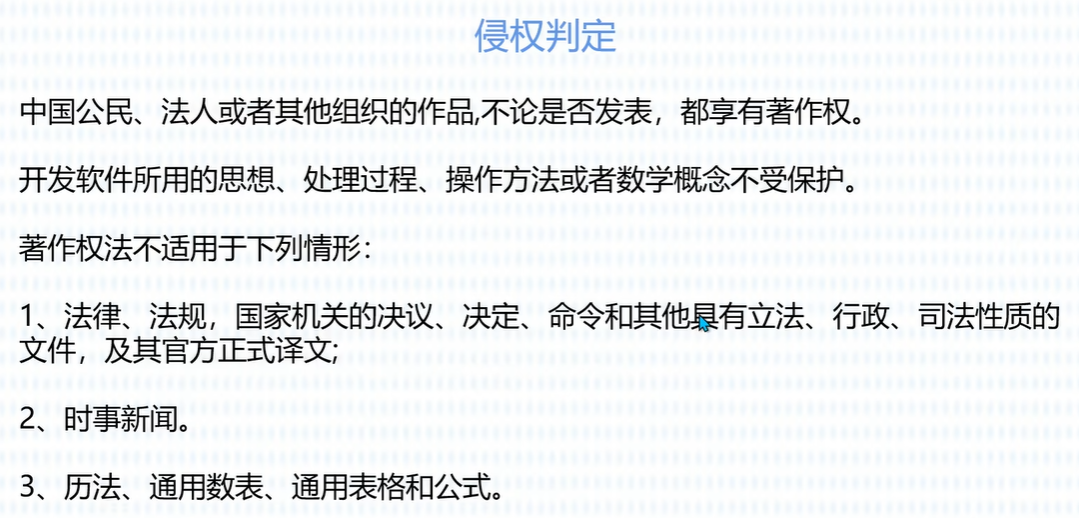 侵权判定
中国公民、法人或者其他组织的作品,不论是否发表，都享有著作权。
开发软件所用的思想、处理过程、操作方法或者数学概念不受保护。
著作权法不适用于下列情形：
1、法律、法规，国家机关的决议、决定、命令和其他具有立法、行政、司法性质的
文件，及其官方正式译文;
2、时事新闻。
3、历法、通用数表、通用表格和公式。